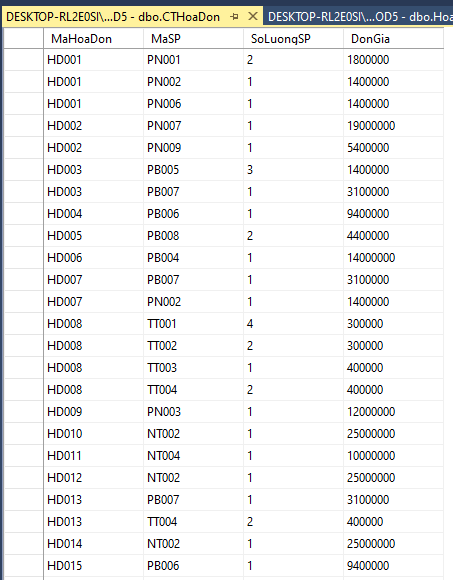 DESKTOP-RL2E0SI\...D5 - dbo.CTHoaDon DESKTOP-RL2E0SI\...OD5 - dbo.Hoa
MaHoaDon MaSP SoLuongSP DonGia
HD001 PN001 2 1800000
HD001 PN002 1 1400000
HD001 PN006 1 1400000
HD002 PN007 1 19000000
HD002 PN009 1 5400000
HD003 PB005 3 1400000
HD003 PB007 1 3100000
HD004 PB006 1 9400000
HD005 PB008 2 4400000
HD006 PB004 1 14000000
HD007 PB007 1 3100000
HD007 PN002 1 1400000
HD008 TT001 4 300000
HD008 TT002 2 300000
HD008 TT003 1 400000
HD008 TT004 2 400000
HD009 PN003 1 12000000
HD010 NT002 1 25000000
HD011 NT004 1 10000000
HD012 NT002 1 25000000
HD013 PB007 1 3100000
HD013 TT004 2 400000
HD014 NT002 1 25000000
HD015 PB006 1 9400000